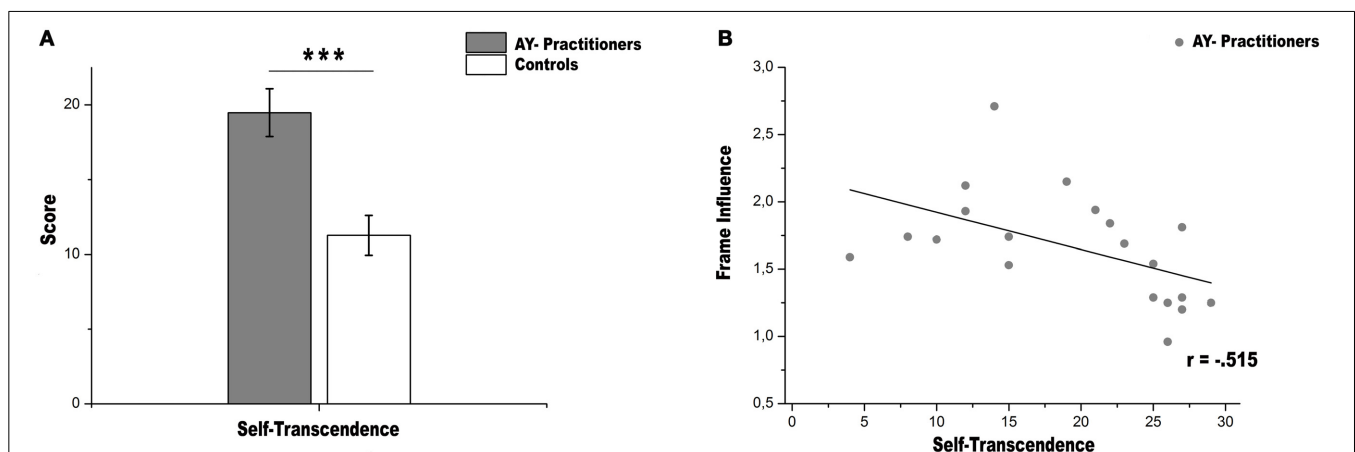 A
AY- Practitioners
Controls
***
20
10
0
Score
Self-Transcendence
B
AY- Practitioners
3,0
2,5
2,0
1,5
1,0
0,5
Frame Influence
r = -.515
0 5 10 15 20 25 30
Self-Transcendence